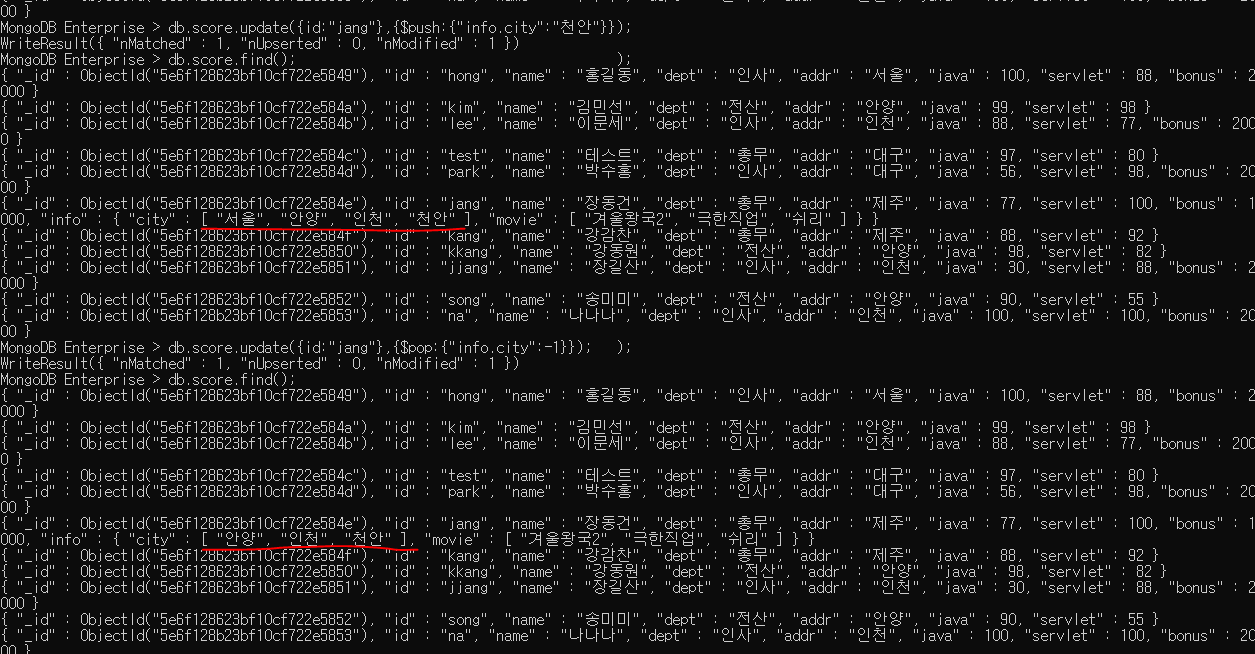 00 }
MongoDB Enterprise > db.score.update({id:"jang"},{$push:{"info.city":"천안"}});
WriteResult({ "nMatched" : 1, "nUpserted" : 0, "nModified" : 1 })
MongoDB Enterprise > db.score.find(); );
{ "_id" : ObjectId("5e6f128623bf10cf722e5849"), "id" : "hong", "name" : "홍길동", "dept" : "인사", "addr" : "서울", "java" : 100, "servlet" : 88, "bonus" : 2
000 }
{ "_id" : ObjectId("5e6f128623bf10cf722e584a"), "id" : "kim", "name" : "김민선", "dept" : "전산", "addr" : "안양", "java" : 99, "servlet" : 98 }
{ "_id" : ObjectId("5e6f128623bf10cf722e584b"), "id" : "lee", "name" : "이문세", "dept" : "인사", "addr" : "인천", "java" : 88, "servlet" : 77, "bonus" : 200
0 }
{ "_id" : ObjectId("5e6f128623bf10cf722e584c"), "id" : "test", "name" : "테스트", "dept" : "총무", "addr" : "대구", "java" : 97, "servlet" : 80 }
{ "_id" : ObjectId("5e6f128623bf10cf722e584d"), "id" : "park", "name" : "박수홍", "dept" : "인사", "addr" : "대구", "java" : 56, "servlet" : 98, "bonus" : 20
00 }
{ "_id" : ObjectId("5e6f128623bf10cf722e584e"), "id" : "jang", "name" : "장동건", "dept" : "총무", "addr" : "제주", "java" : 77, "servlet" : 100, "bonus" : 1
000, "info" : { "city" : [ "서울", "안양", "인천", "천안" ], "movie" : [ "겨울왕국2", "극한직업", "쉬리" ] } }
{ "_id" : ObjectId("5e6f128623bf10cf722e584f"), "id" : "kang", "name" : "강감찬", "dept" : "총무", "addr" : "제주", "java" : 88, "servlet" : 92 }
{ "_id" : ObjectId("5e6f128623bf10cf722e5850"), "id" : "kkang", "name" : "강동원", "dept" : "전산", "addr" : "안양", "java" : 98, "servlet" : 82 }
{ "_id" : ObjectId("5e6f128623bf10cf722e5851"), "id" : "jjang", "name" : "장길산", "dept" : "인사", "addr" : "인천", "java" : 30, "servlet" : 88, "bonus" : 2
000 }
{ "_id" : ObjectId("5e6f128623bf10cf722e5852"), "id" : "song", "name" : "송미미", "dept" : "전산", "addr" : "안양", "java" : 90, "servlet" : 55 }
{ "_id" : ObjectId("5e6f128b23bf10cf722e5853"), "id" : "na", "name" : "나나나", "dept" : "인사", "addr" : "인천", "java" : 100, "servlet" : 100, "bonus" : 20
00 }
MongoDB Enterprise > db.score.update({id:"jang"},{$pop:{"info.city":-1}}); );
WriteResult({ "nMatched" : 1, "nUpserted" : 0, "nModified" : 1 })
MongoDB Enterprise > db.score.find();
{ "_id" : ObjectId("5e6f128623bf10cf722e5849"), "id" : "hong", "name" : "홍길동", "dept" : "인사", "addr" : "서울", "java" : 100, "servlet" : 88, "bonus" : 2
000 }
{ "_id" : ObjectId("5e6f128623bf10cf722e584a"), "id" : "kim", "name" : "김민선", "dept" : "전산", "addr" : "안양", "java" : 99, "servlet" : 98 }
{ "_id" : ObjectId("5e6f128623bf10cf722e584b"), "id" : "lee", "name" : "이문세", "dept" : "인사", "addr" : "인천", "java" : 88, "servlet" : 77, "bonus" : 200
0 }
{ "_id" : ObjectId("5e6f128623bf10cf722e584c"), "id" : "test", "name" : "테스트", "dept" : "총무", "addr" : "대구", "java" : 97, "servlet" : 80 }
{ "_id" : ObjectId("5e6f128623bf10cf722e584d"), "id" : "park", "name" : "박수홍", "dept" : "인사", "addr" : "대구", "java" : 56, "servlet" : 98, "bonus" : 20
00 }
{ "_id" : ObjectId("5e6f128623bf10cf722e584e"), "id" : "jang", "name" : "장동건", "dept" : "총무", "addr" : "제주", "java" : 77, "servlet" : 100, "bonus" : 1
000, "info" : { "city" : [ "안양", "인천", "천안" ], "movie" : [ "겨울왕국2", "극한직업", "쉬리" ] } }
{ "_id" : ObjectId("5e6f128623bf10cf722e584f"), "id" : "kang", "name" : "강감찬", "dept" : "총무", "addr" : "제주", "java" : 88, "servlet" : 92 }
{ "_id" : ObjectId("5e6f128623bf10cf722e5850"), "id" : "kkang", "name" : "강동원", "dept" : "전산", "addr" : "안양", "java" : 98, "servlet" : 82 }
{ "_id" : ObjectId("5e6f128623bf10cf722e5851"), "id" : "jjang", "name" : "장길산", "dept" : "인사", "addr" : "인천", "java" : 30, "servlet" : 88, "bonus" : 2
000 }
{ "_id" : ObjectId("5e6f128623bf10cf722e5852"), "id" : "song", "name" : "송미미", "dept" : "전산", "addr" : "안양", "java" : 90, "servlet" : 55 }
{ "_id" : ObjectId("5e6f128b23bf10cf722e5853"), "id" : "na", "name" : "나나나", "dept" : "인사", "addr" : "인천", "java" : 100, "servlet" : 100, "bonus" : 20
00 }